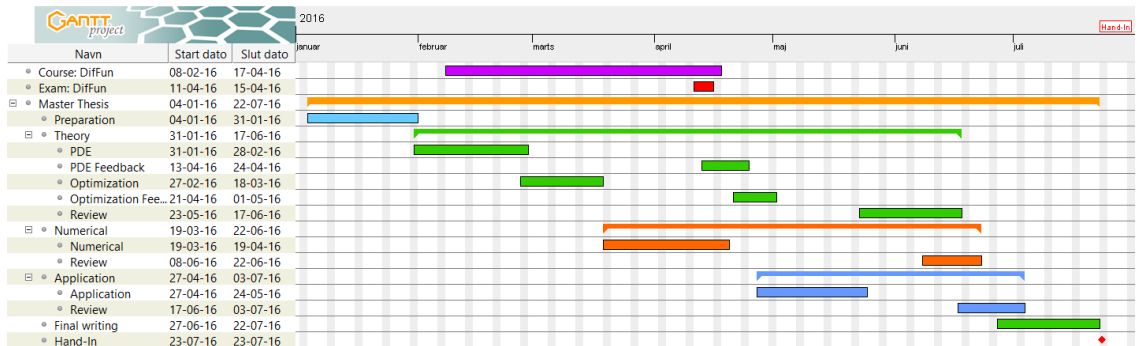 GANTT project
2016
Hand-In
Navn Start dato Slut dato
januar februar marts april maj juni juli
Course: DifFun 08-02-16 17-04-16
Exam: DifFun 11-04-16 15-04-16
Master Thesis 04-01-16 22-07-16
Preparation 04-01-16 31-01-16
Theory 31-01-16 17-06-16
PDE 31-01-16 28-02-16
PDE Feedback 13-04-16 24-04-16
Optimization 27-02-16 18-03-16
Optimization Fee... 21-04-16 01-05-16
Review 23-05-16 17-06-16
Numerical 19-03-16 22-06-16
Numerical 19-03-16 19-04-16
Review 08-06-16 22-06-16
Application 27-04-16 03-07-16
Application 27-04-16 24-05-16
Review 17-06-16 03-07-16
Final writing 27-06-16 22-07-16
Hand-In 23-07-16 23-07-16